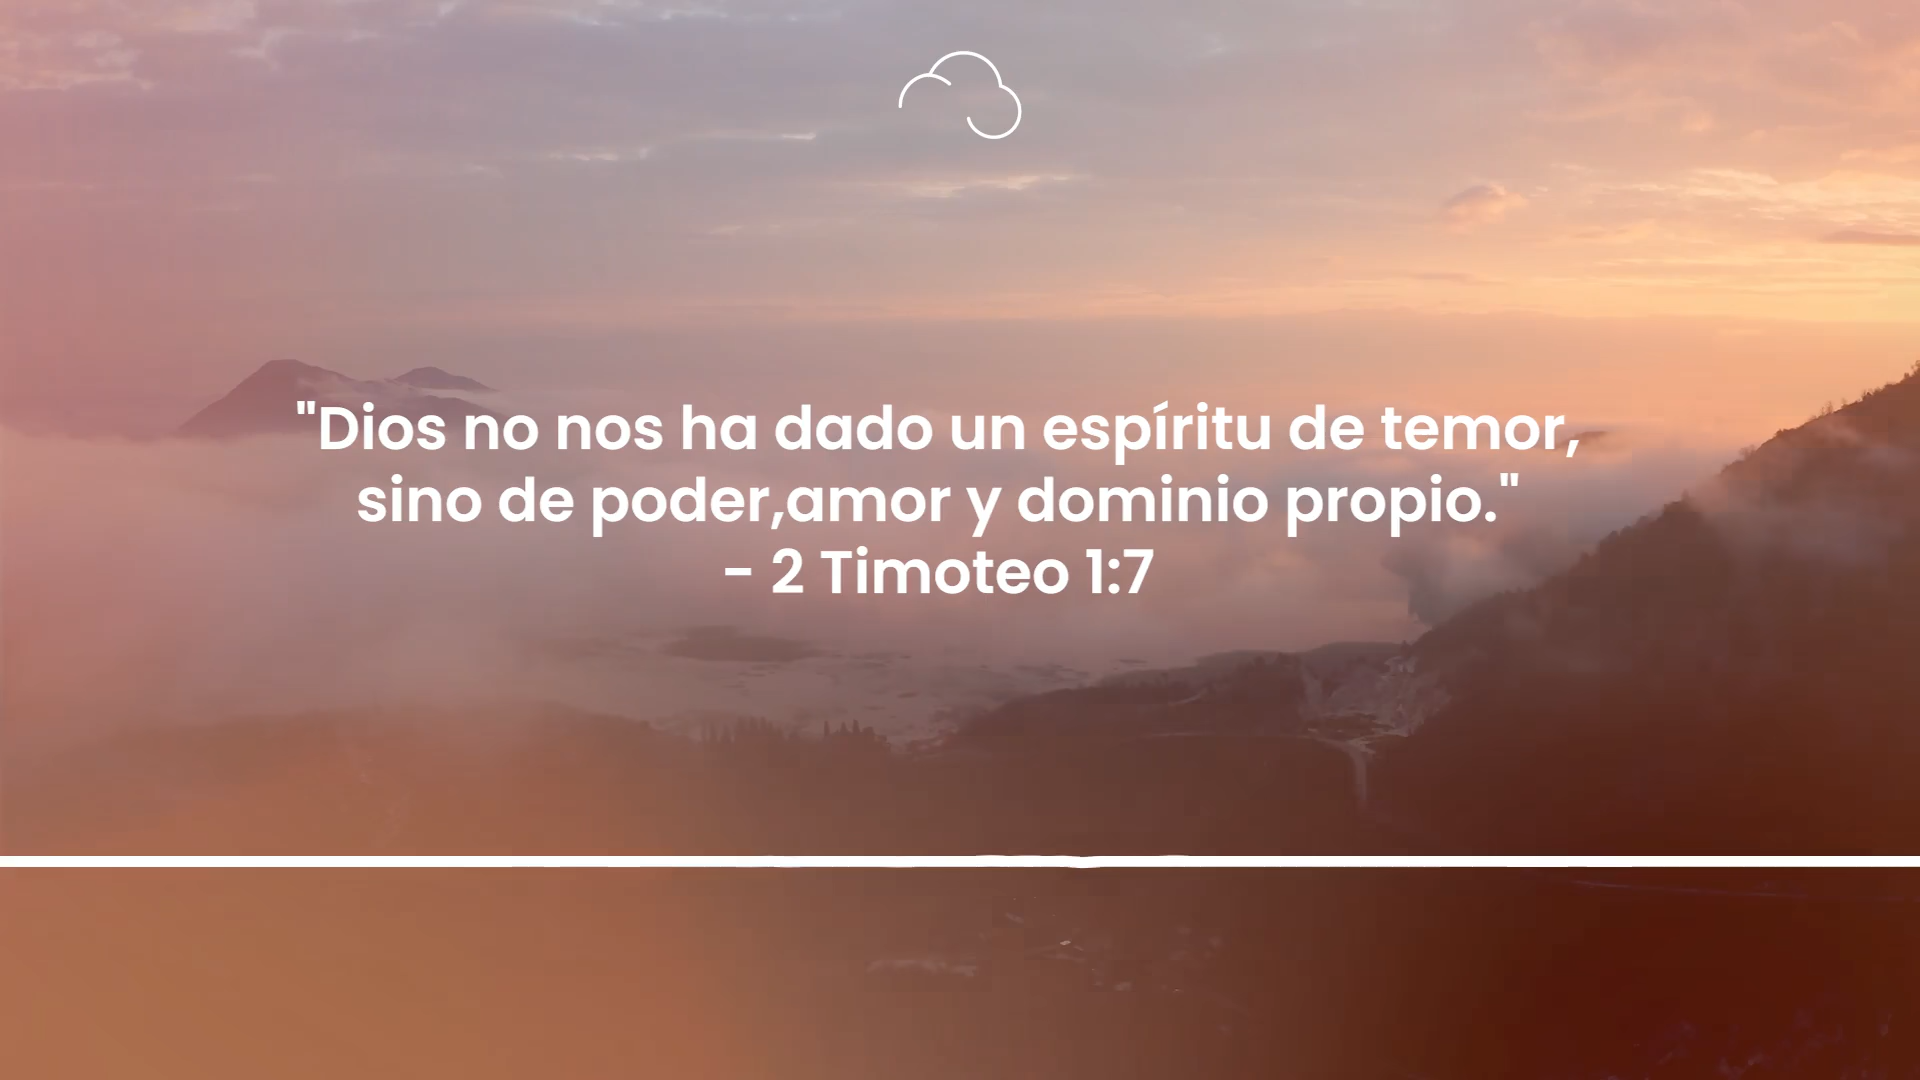 "Dios no nos ha dado un espíritu de temor,
sino de poder,amor y dominio propio."
- 2 Timoteo 1:7